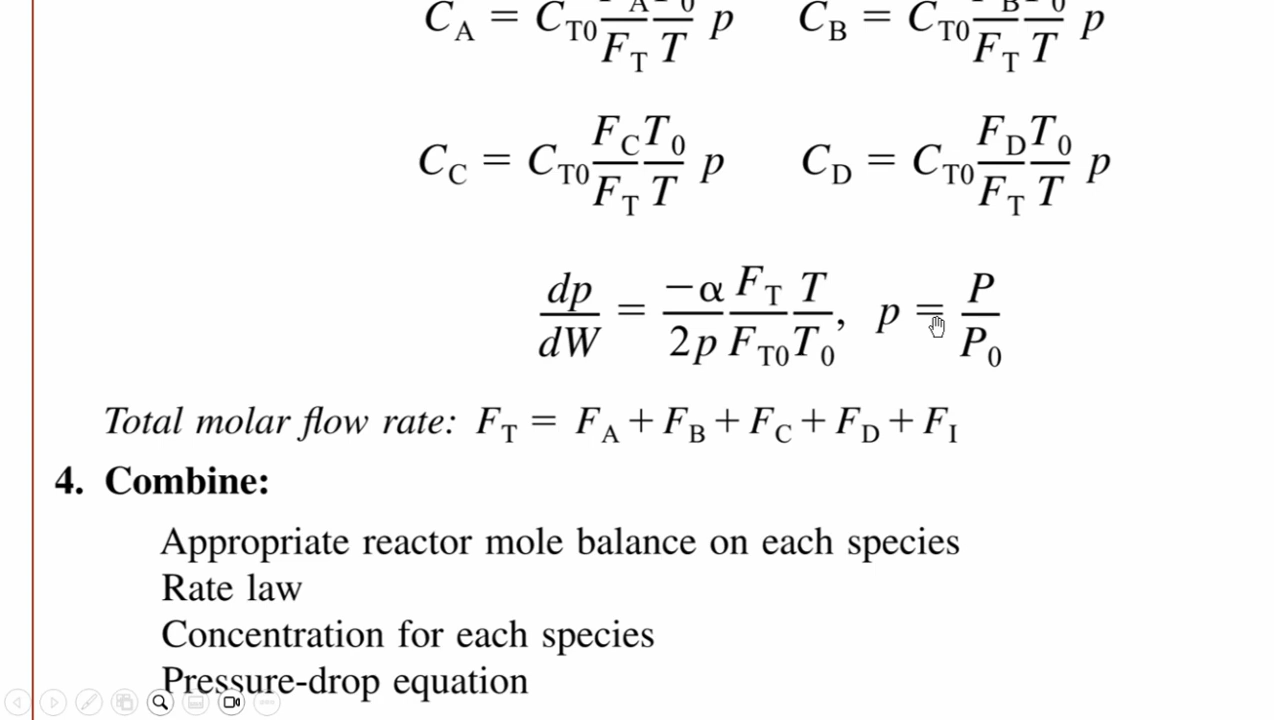 C_A = C_T0 F_A/F_T T_0/T p    C_B = C_T0 F_B/F_T T_0/T p
C_C = C_T0 F_C/F_T T_0/T p    C_D = C_T0 F_D/F_T T_0/T p
dp/dW = −α/2p F_T/F_T0 T/T_0,  p = P/P_0
Total molar flow rate: F_T = F_A + F_B + F_C + F_D + F_I
4. Combine:
Appropriate reactor mole balance on each species
Rate law
Concentration for each species
Pressure-drop equation